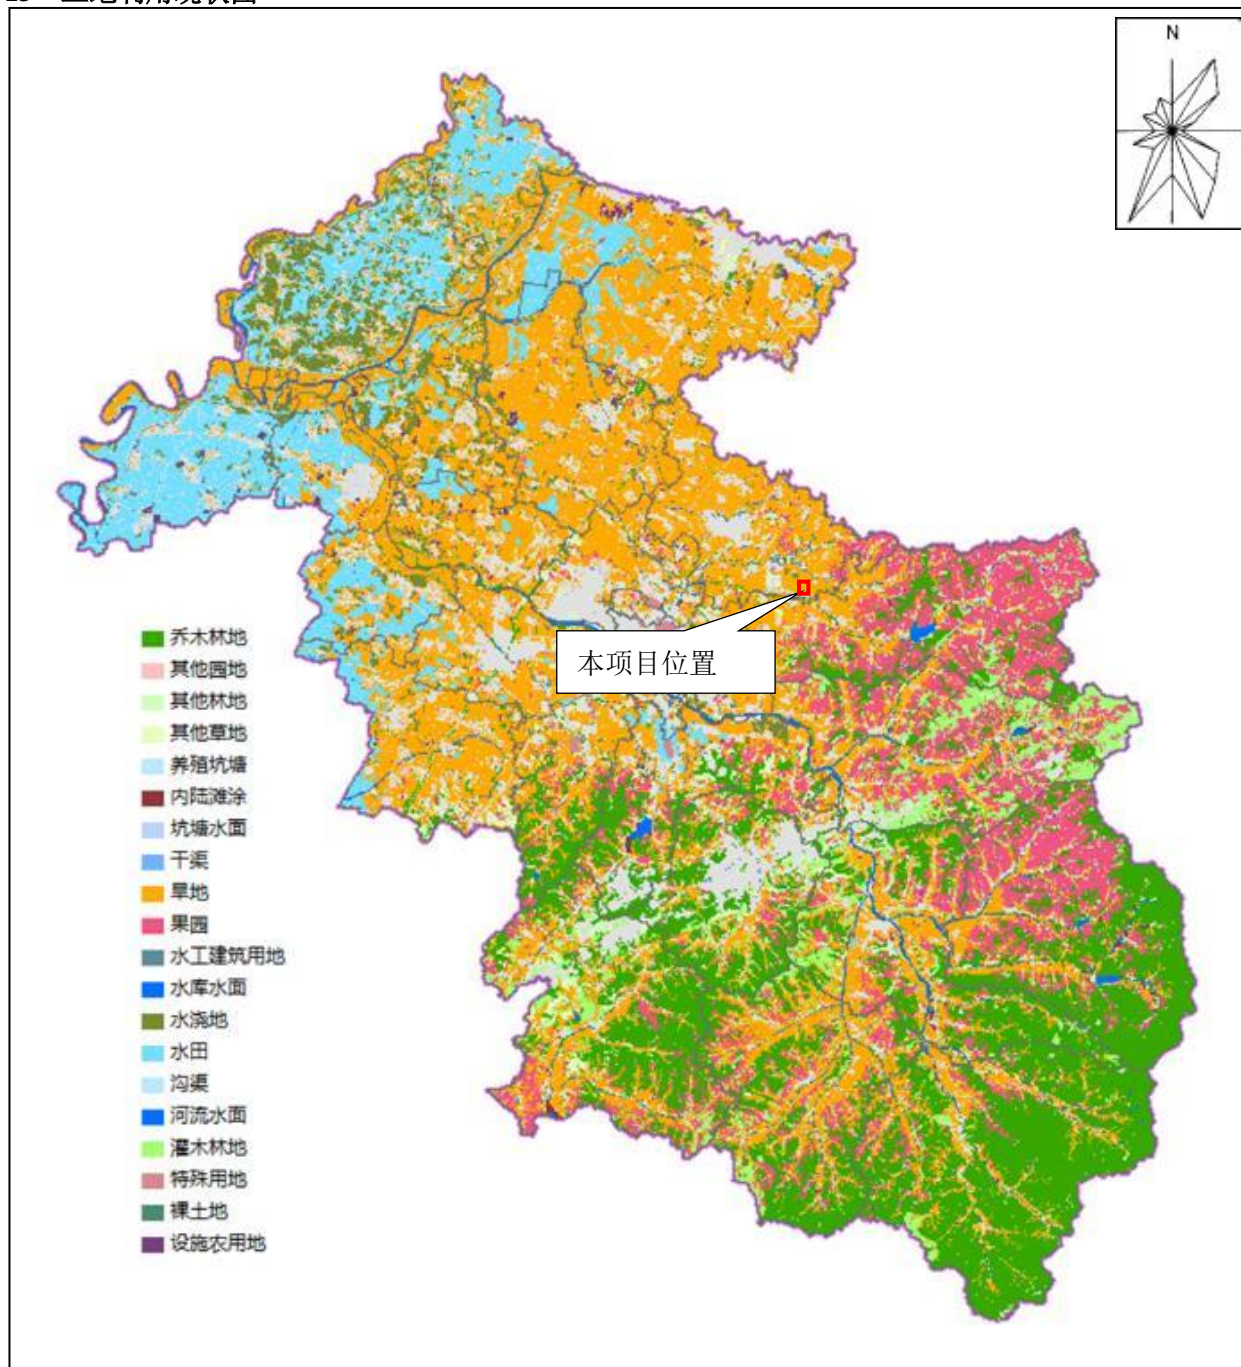 N
本项目位置
乔木林地
其他园地
其他林地
其他草地
养殖坑塘
内陆滩涂
坑塘水面
干渠
旱地
果园
水工建筑用地
水库水面
水浇地
水田
沟渠
河流水面
灌木林地
特殊用地
裸土地
设施农用地